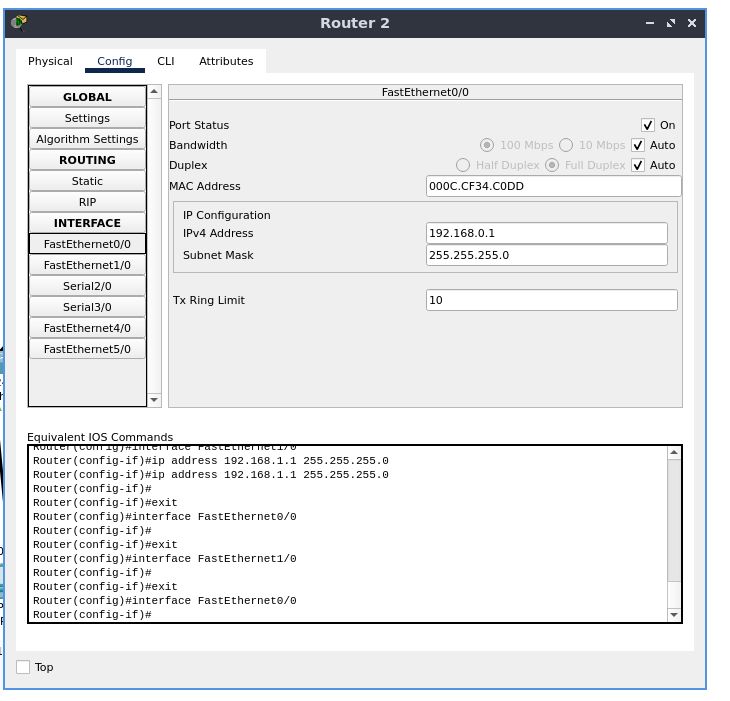 Router 2
Physical Config CLI Attributes
GLOBAL
Settings
Algorithm Settings
ROUTING
Static
RIP
INTERFACE
FastEthernet0/0
FastEthernet1/0
Serial2/0
Serial3/0
FastEthernet4/0
FastEthernet5/0
FastEthernet0/0
Port Status On
Bandwidth 100 Mbps 10 Mbps Auto
Duplex Half Duplex Full Duplex Auto
MAC Address 000C.CF34.C0DD
IP Configuration
IPv4 Address 192.168.0.1
Subnet Mask 255.255.255.0
Tx Ring Limit 10
Equivalent IOS Commands
Router(config)#interface FastEthernet1/0
Router(config-if)#ip address 192.168.1.1 255.255.255.0
Router(config-if)#ip address 192.168.1.1 255.255.255.0
Router(config-if)#
Router(config-if)#exit
Router(config)#interface FastEthernet0/0
Router(config-if)#
Router(config-if)#exit
Router(config)#interface FastEthernet1/0
Router(config-if)#
Router(config-if)#exit
Router(config)#interface FastEthernet0/0
Router(config-if)#
Top